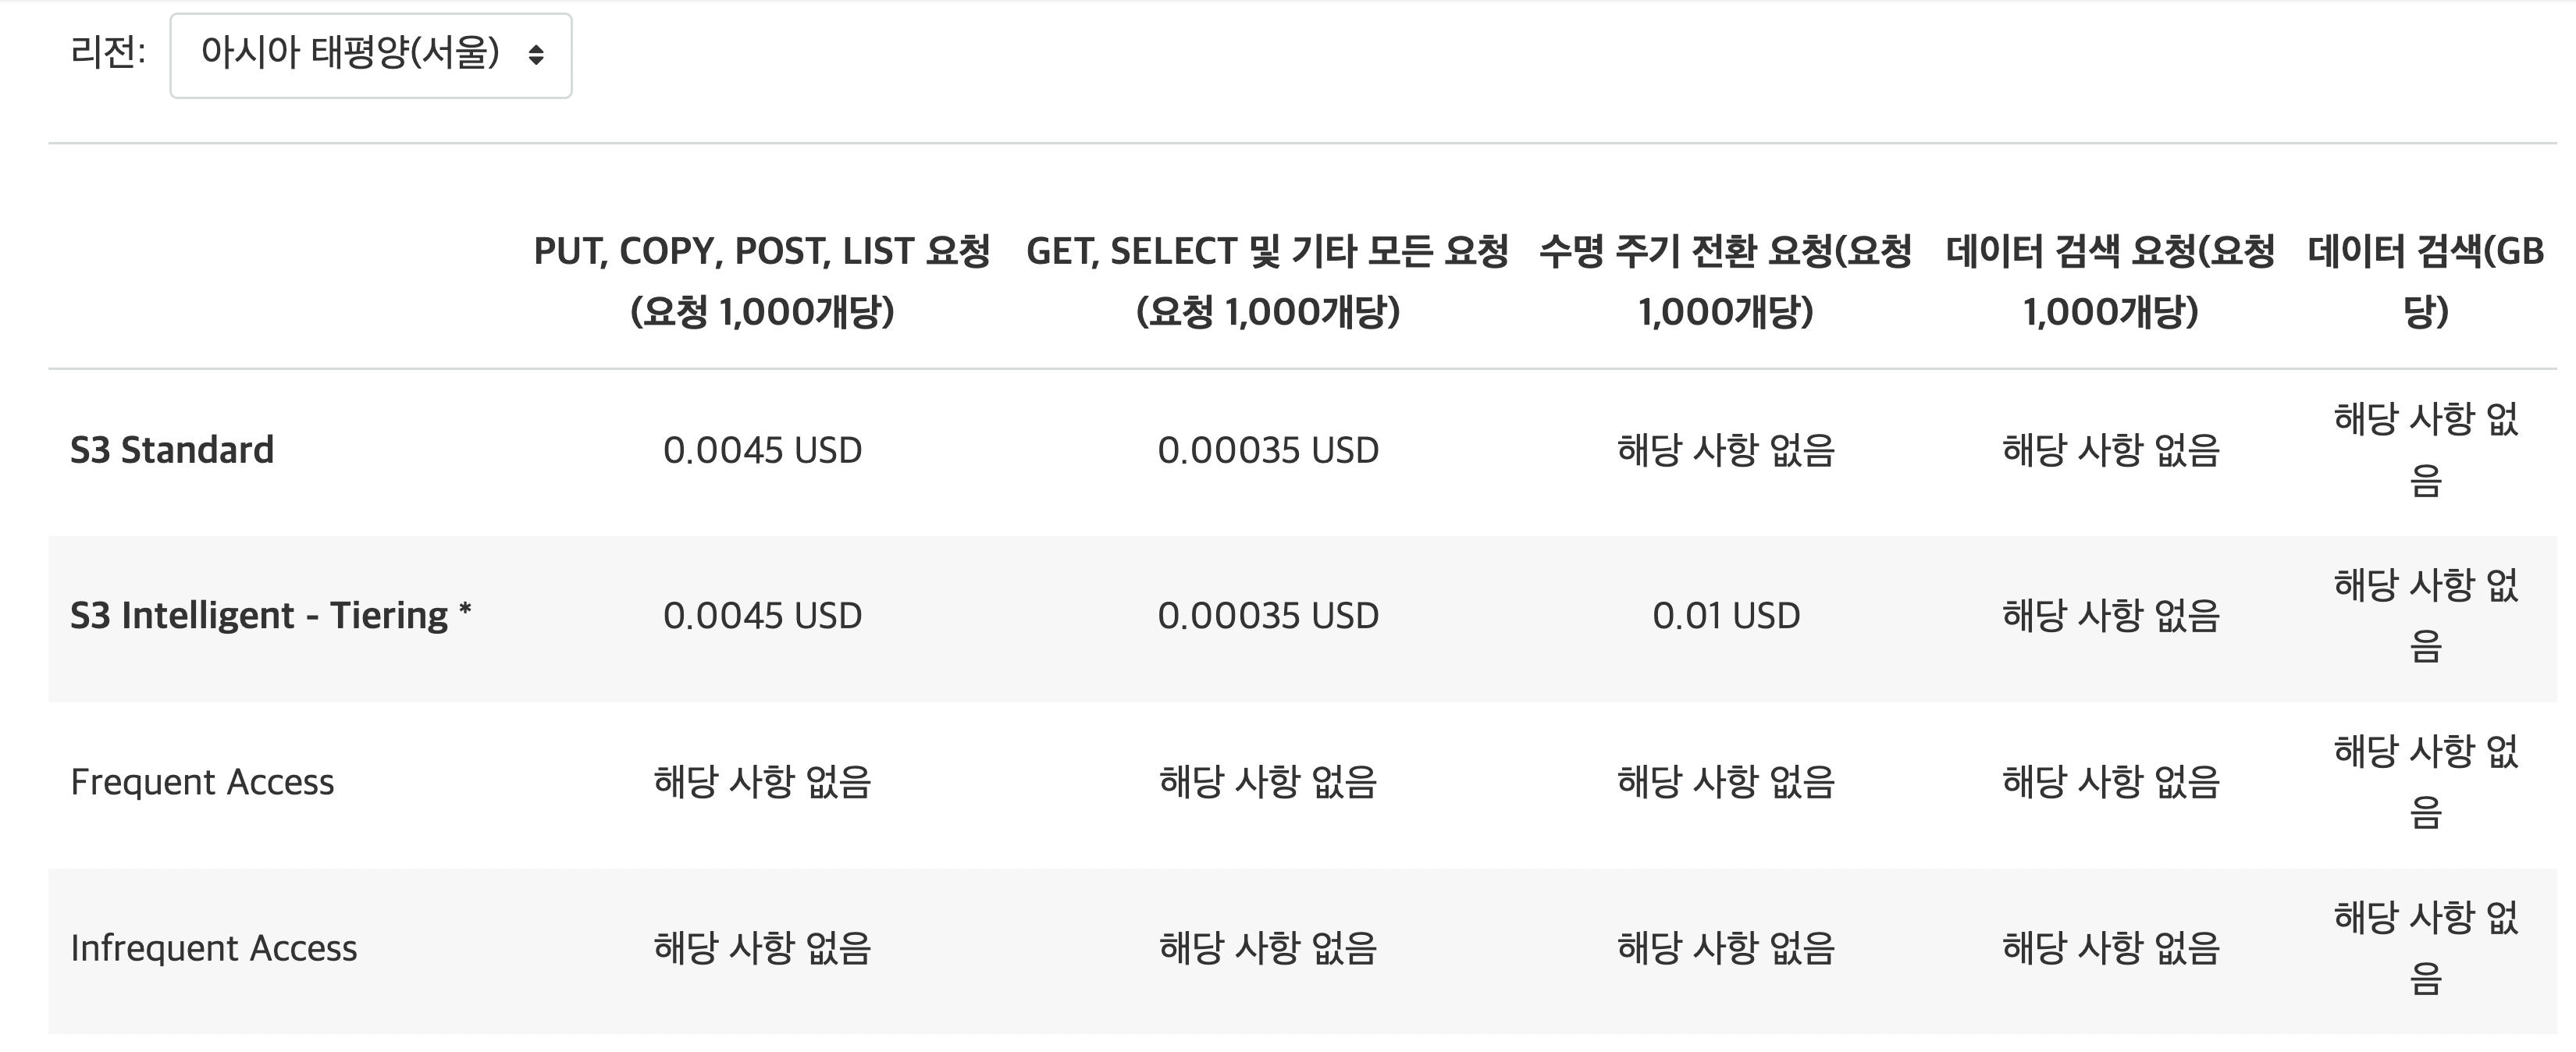 리전: 아시아 태평양(서울)
PUT, COPY, POST, LIST 요청 GET, SELECT 및 기타 모든 요청 수명 주기 전환 요청(요청 데이터 검색 요청(요청 데이터 검색(GB
(요청 1,000개당) (요청 1,000개당) 1,000개당) 1,000개당) 당)
S3 Standard 0.0045 USD 0.00035 USD 해당 사항 없음 해당 사항 없음 해당 사항 없
음
S3 Intelligent - Tiering * 0.0045 USD 0.00035 USD 0.01 USD 해당 사항 없음 해당 사항 없
음
Frequent Access 해당 사항 없음 해당 사항 없음 해당 사항 없음 해당 사항 없음 해당 사항 없
음
Infrequent Access 해당 사항 없음 해당 사항 없음 해당 사항 없음 해당 사항 없음 해당 사항 없
음